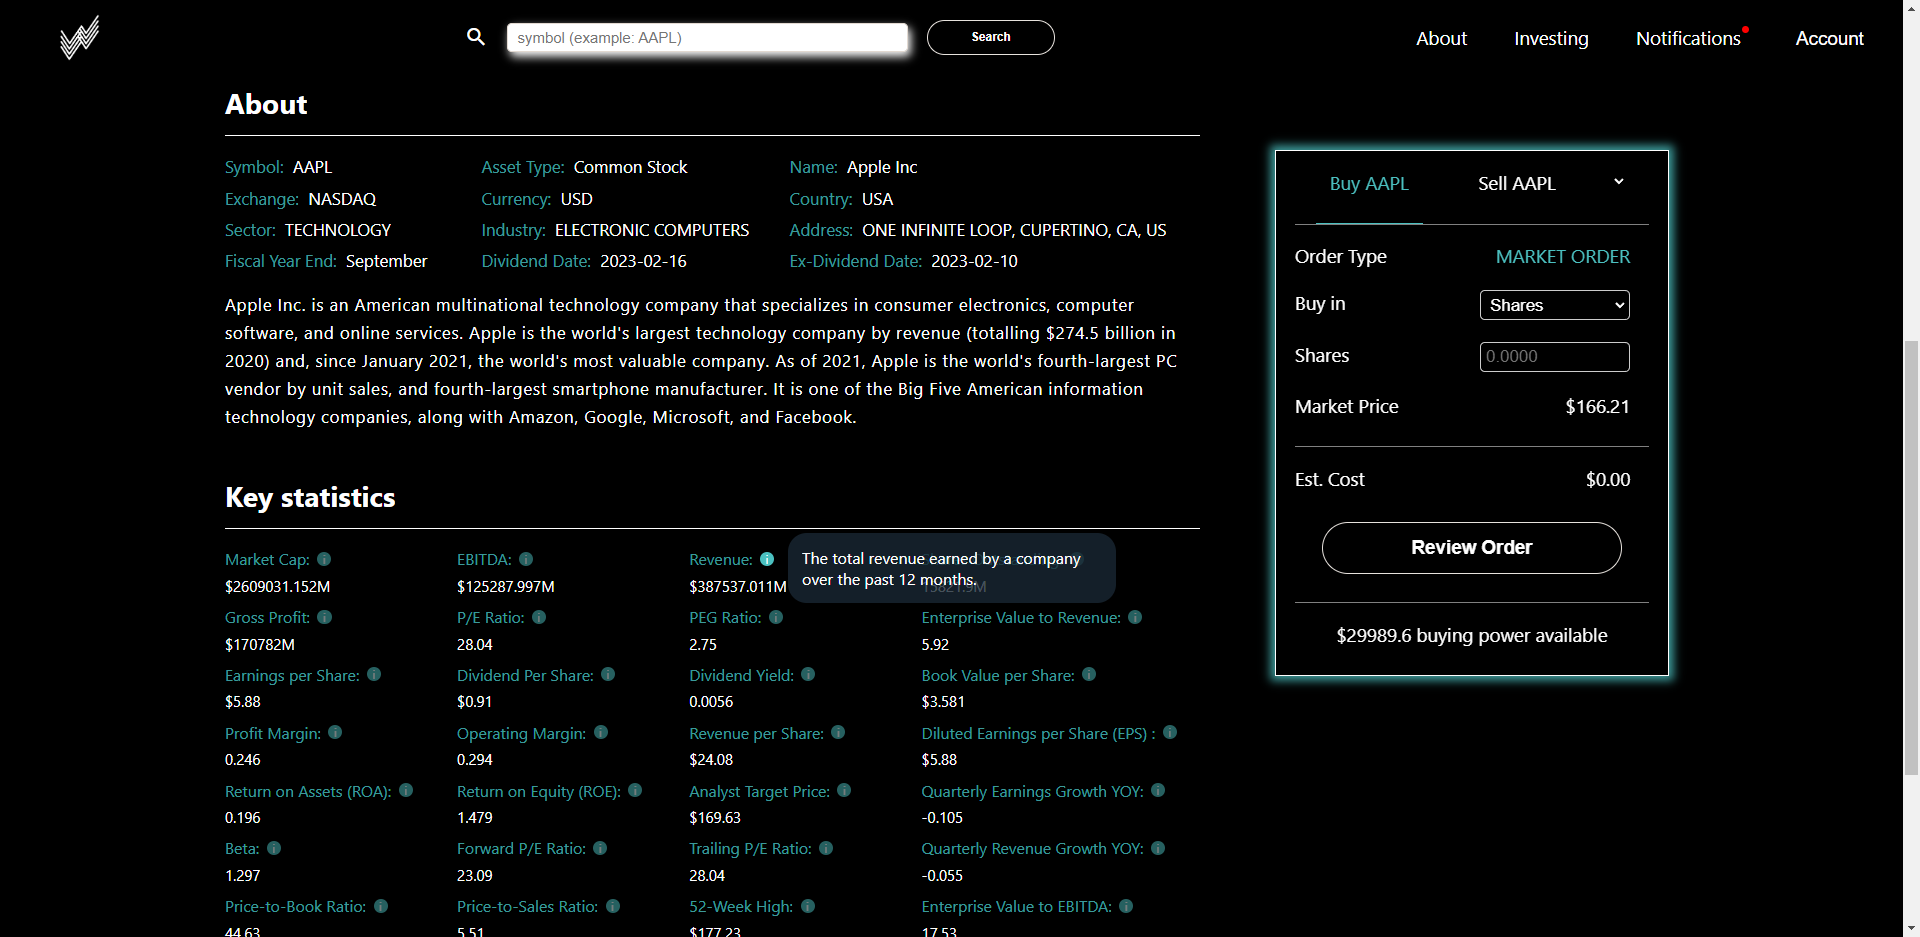 symbol (example: AAPL)
Search
About
Investing
Notifications
Account
About
Symbol: AAPL Asset Type: Common Stock Name: Apple Inc
Exchange: NASDAQ Currency: USD Country: USA
Sector: TECHNOLOGY Industry: ELECTRONIC COMPUTERS Address: ONE INFINITE LOOP, CUPERTINO, CA, US
Fiscal Year End: September Dividend Date: 2023-02-16 Ex-Dividend Date: 2023-02-10
Apple Inc. is an American multinational technology company that specializes in consumer electronics, computer
software, and online services. Apple is the world's largest technology company by revenue (totalling $274.5 billion in
2020) and, since January 2021, the world's most valuable company. As of 2021, Apple is the world's fourth-largest PC
vendor by unit sales, and fourth-largest smartphone manufacturer. It is one of the Big Five American information
technology companies, along with Amazon, Google, Microsoft, and Facebook.
Key statistics
Market Cap: EBITDA: Revenue:
$2609031.152M $125287.997M $387537.011M
The total revenue earned by a company
over the past 12 months.
Gross Profit: P/E Ratio: PEG Ratio: Enterprise Value to Revenue:
$170782M 28.04 2.75 5.92
Earnings per Share: Dividend Per Share: Dividend Yield: Book Value per Share:
$5.88 $0.91 0.0056 $3.581
Profit Margin: Operating Margin: Revenue per Share: Diluted Earnings per Share (EPS) :
0.246 0.294 $24.08 $5.88
Return on Assets (ROA): Return on Equity (ROE): Analyst Target Price: Quarterly Earnings Growth YOY:
0.196 1.479 $169.63 -0.105
Beta: Forward P/E Ratio: Trailing P/E Ratio: Quarterly Revenue Growth YOY:
1.297 23.09 28.04 -0.055
Price-to-Book Ratio: Price-to-Sales Ratio: 52-Week High: Enterprise Value to EBITDA:
44.63 5.51 $177.23 17.53
Buy AAPL Sell AAPL
Order Type MARKET ORDER
Buy in Shares
Shares 0.0000
Market Price $166.21
Est. Cost $0.00
Review Order
$29989.6 buying power available